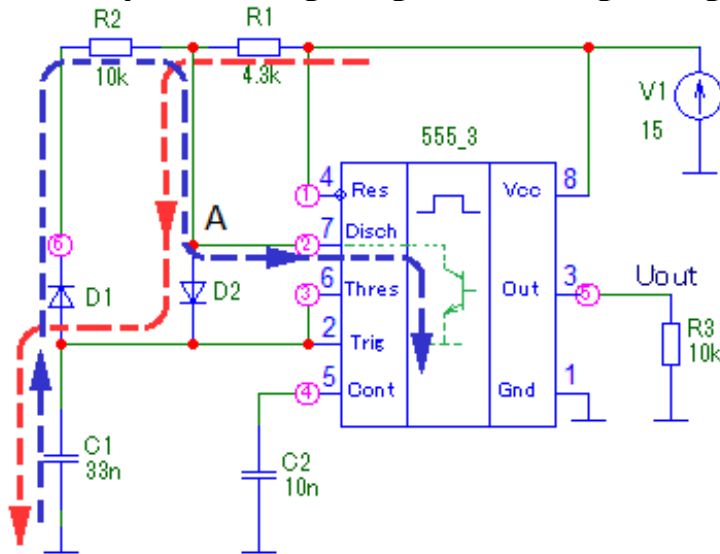 R2
R1
10k
4.3k
V1
15
555_3
1
4
Res
Vcc
8
A
2
7
Disch
6
3
6
Thres
Out
3
5
Uout
D1
D2
2
Trig
R3
10k
4
5
Cont
Gnd
1
C1
33n
C2
10n